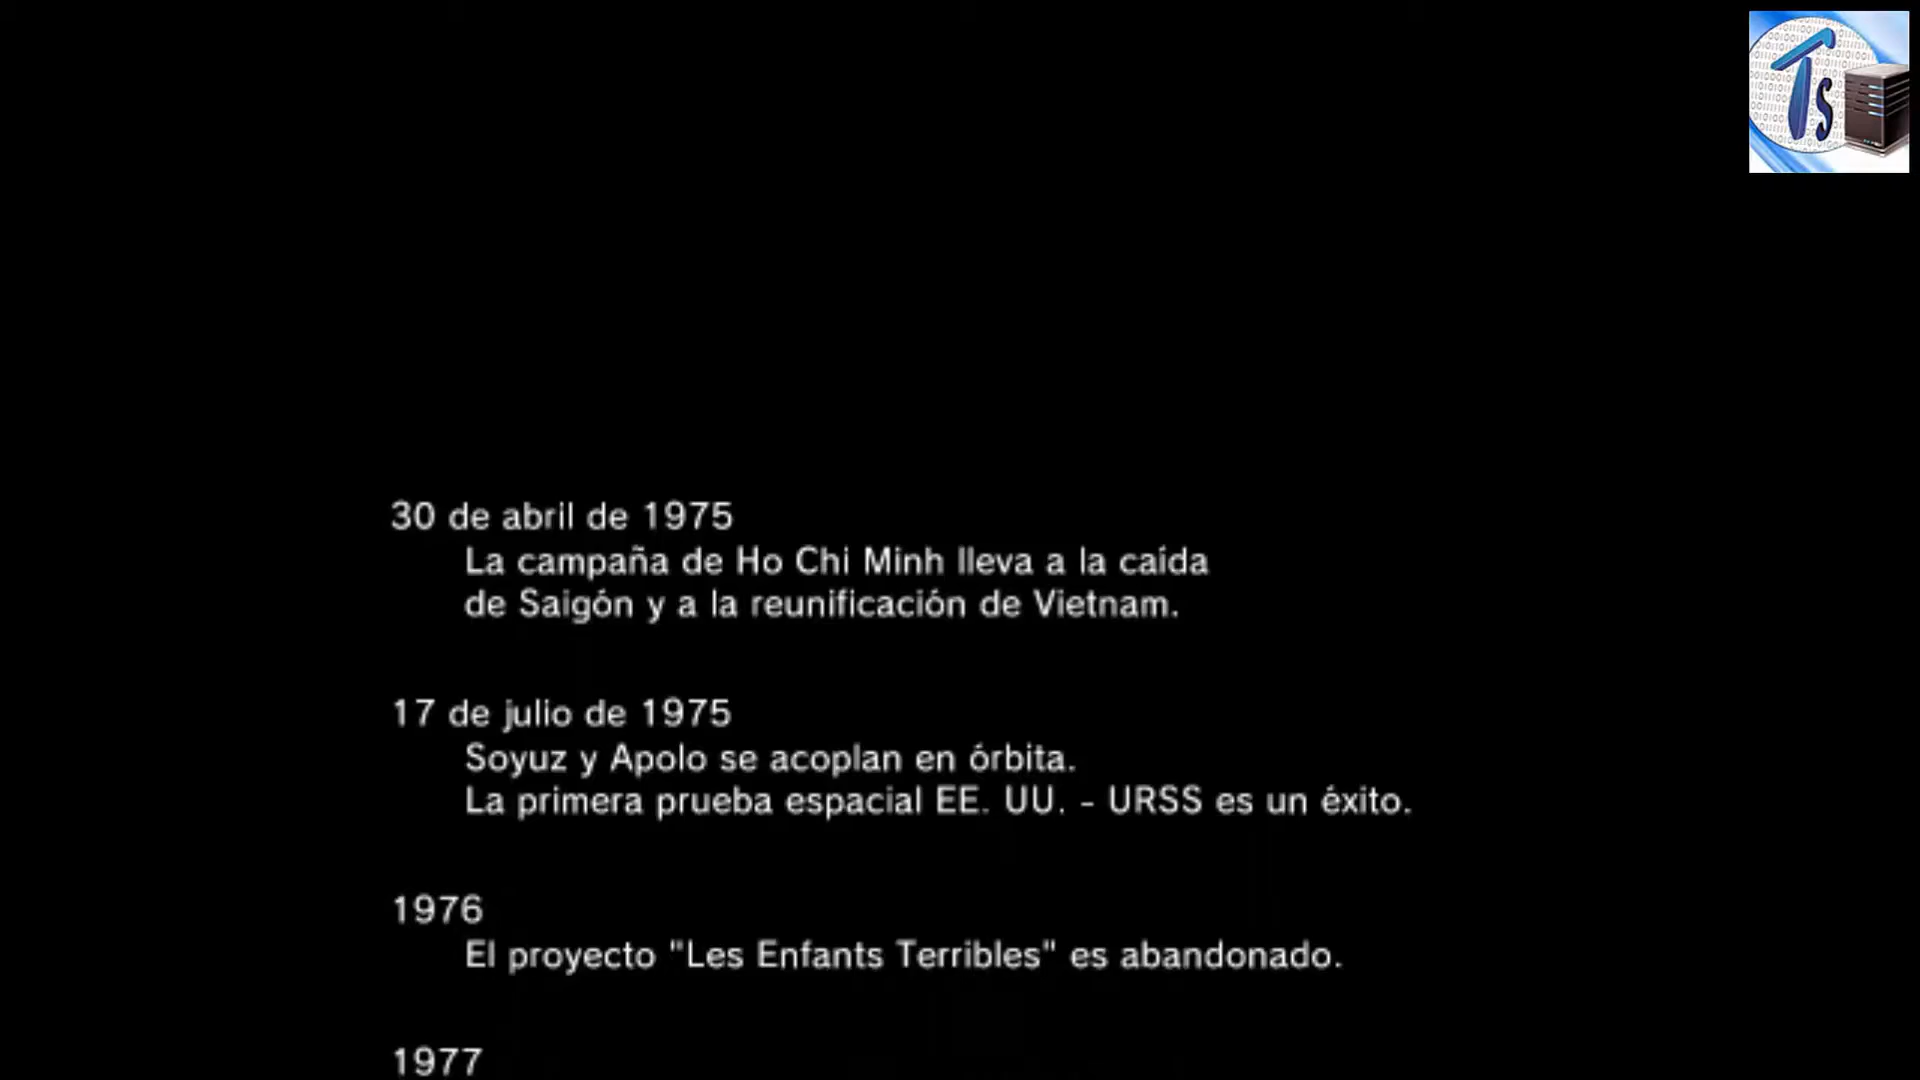 Ts
30 de abril de 1975
La campaña de Ho Chi Minh lleva a la caída
de Saigón y a la reunificación de Vietnam.
17 de julio de 1975
Soyuz y Apolo se acoplan en órbita.
La primera prueba espacial EE. UU. - URSS es un éxito.
1976
El proyecto "Les Enfants Terribles" es abandonado.
1977